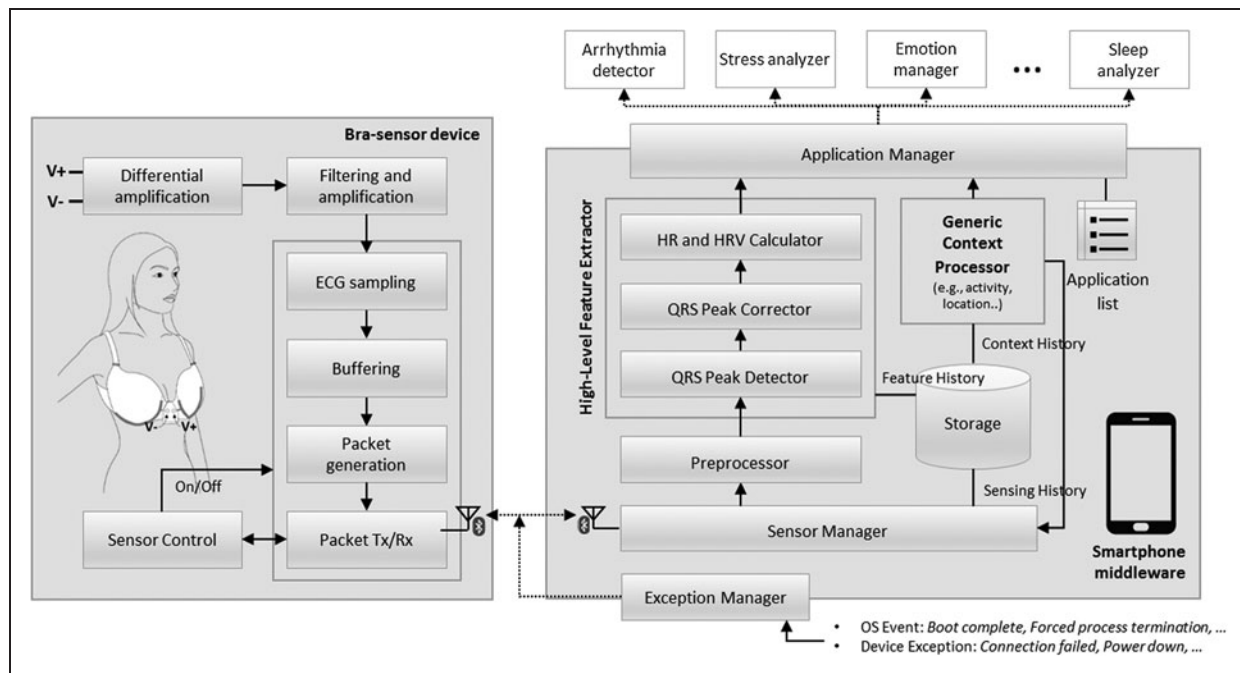 Arrhythmia
detector
Stress analyzer
Emotion
manager
•••
Sleep
analyzer
Bra-sensor device
V+
V-
Differential
amplification
Filtering and
amplification
ECG sampling
Buffering
Packet
generation
Packet Tx/Rx
V-
V+
On/Off
Sensor Control
Application Manager
High-Level Feature Extractor
HR and HRV Calculator
QRS Peak Corrector
QRS Peak Detector
Preprocessor
Sensor Manager
Generic
Context
Processor
(e.g., activity,
location..)
Application
list
Context History
Feature History
Storage
Sensing History
Smartphone
middleware
Exception Manager
• OS Event: Boot complete, Forced process termination, ...
• Device Exception: Connection failed, Power down, ...